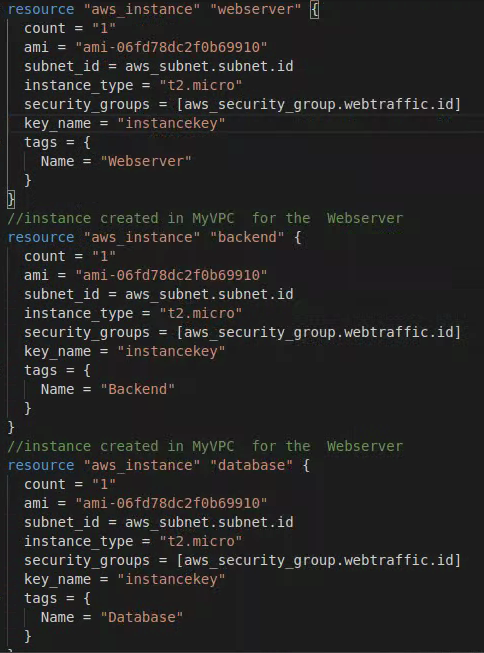 resource "aws_instance" "webserver" {
  count = "1"
  ami = "ami-06fd78dc2f0b69910"
  subnet_id = aws_subnet.subnet.id
  instance_type = "t2.micro"
  security_groups = [aws_security_group.webtraffic.id]
  key_name = "instancekey"
  tags = {
    Name = "Webserver"
  }
}
//instance created in MyVPC  for the  Webserver
resource "aws_instance" "backend" {
  count = "1"
  ami = "ami-06fd78dc2f0b69910"
  subnet_id = aws_subnet.subnet.id
  instance_type = "t2.micro"
  security_groups = [aws_security_group.webtraffic.id]
  key_name = "instancekey"
  tags = {
    Name = "Backend"
  }
}
//instance created in MyVPC  for the  Webserver
resource "aws_instance" "database" {
  count = "1"
  ami = "ami-06fd78dc2f0b69910"
  subnet_id = aws_subnet.subnet.id
  instance_type = "t2.micro"
  security_groups = [aws_security_group.webtraffic.id]
  key_name = "instancekey"
  tags = {
    Name = "Database"
  }
}